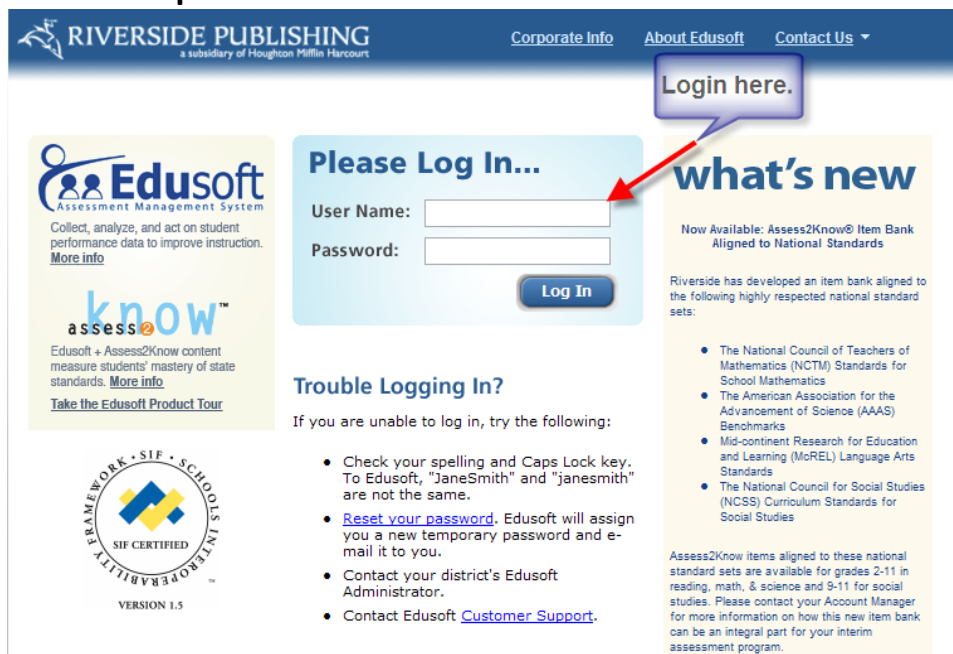 RIVERSIDE PUBLISHING
a subsidiary of Houghton Mifflin Harcourt
Corporate Info
About Edusoft
Contact Us
Login here.
Edusoft
Assessment Management System
Collect, analyze, and act on student
performance data to improve instruction.
More info
assess2know™
Edusoft + Assess2Know content
measure students' mastery of state
standards. More info
Take the Edusoft Product Tour
SIF • SCHOOLS INTEROPERABILITY FRAMEWORK •
SIF CERTIFIED
™
VERSION 1.5
Please Log In...
User Name:
Password:
Log In
Trouble Logging In?
If you are unable to log in, try the following:
• Check your spelling and Caps Lock key.
To Edusoft, "JaneSmith" and "janesmith"
are not the same.
• Reset your password. Edusoft will assign
you a new temporary password and e-
mail it to you.
• Contact your district's Edusoft
Administrator.
• Contact Edusoft Customer Support.
what's new
Now Available: Assess2Know® Item Bank
Aligned to National Standards
Riverside has developed an item bank aligned to
the following highly respected national standard
sets:
• The National Council of Teachers of
Mathematics (NCTM) Standards for
School Mathematics
• The American Association for the
Advancement of Science (AAAS)
Benchmarks
• Mid-continent Research for Education
and Learning (McREL) Language Arts
Standards
• The National Council for Social Studies
(NCSS) Curriculum Standards for
Social Studies
Assess2Know items aligned to these national
standard sets are available for grades 2-11 in
reading, math, & science and 9-11 for social
studies. Please contact your Account Manager
for more information on how this new item bank
can be an integral part for your interim
assessment program.